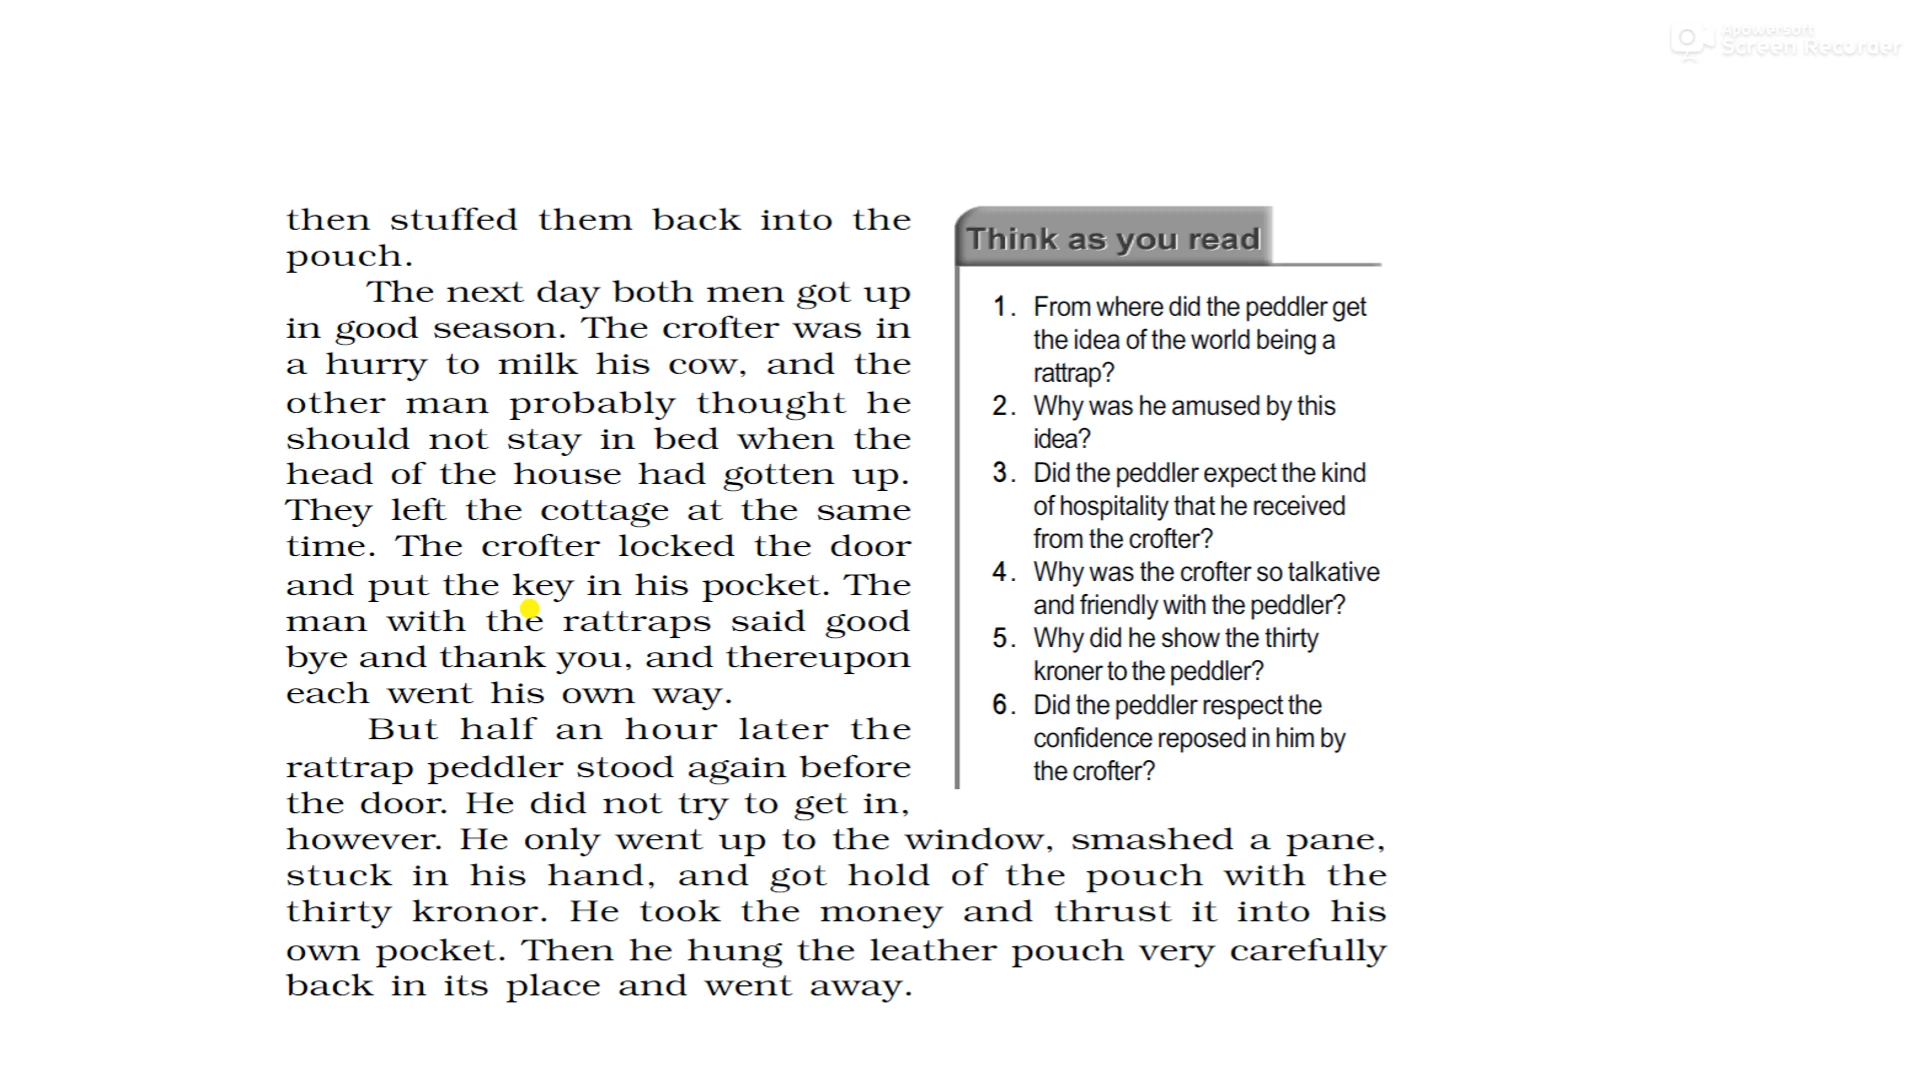 Apowersoft
Screen Recorder
then stuffed them back into the
pouch.
The next day both men got up
in good season. The crofter was in
a hurry to milk his cow, and the
other man probably thought he
should not stay in bed when the
head of the house had gotten up.
They left the cottage at the same
time. The crofter locked the door
and put the key in his pocket. The
man with the rattraps said good
bye and thank you, and thereupon
each went his own way.
But half an hour later the
rattrap peddler stood again before
the door. He did not try to get in,
however. He only went up to the window, smashed a pane,
stuck in his hand, and got hold of the pouch with the
thirty kronor. He took the money and thrust it into his
own pocket. Then he hung the leather pouch very carefully
back in its place and went away.
Think as you read
1. From where did the peddler get
the idea of the world being a
rattrap?
2. Why was he amused by this
idea?
3. Did the peddler expect the kind
of hospitality that he received
from the crofter?
4. Why was the crofter so talkative
and friendly with the peddler?
5. Why did he show the thirty
kroner to the peddler?
6. Did the peddler respect the
confidence reposed in him by
the crofter?